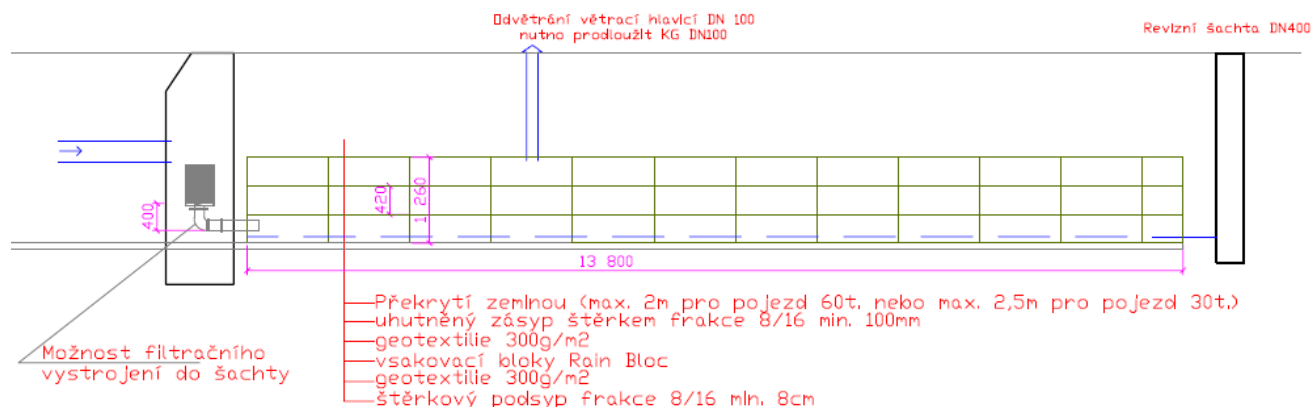 Odvětrání větrací hlavicí DN 100
nutno prodloužit KG DN100
Revizní šachta DN400
400
420
1 260
13 800
Překrytí zeminou (max. 2m pro pojezd 60t. nebo max. 2,5m pro pojezd 30t.)
uhutněný zásyp štěrkem frakce 8/16 min. 100mm
geotextilie 300g/m2
vsakovací bloky Rain Bloc
geotextilie 300g/m2
štěrkový podsyp frakce 8/16 min. 8cm
Možnost filtračního
vystrojení do šachty